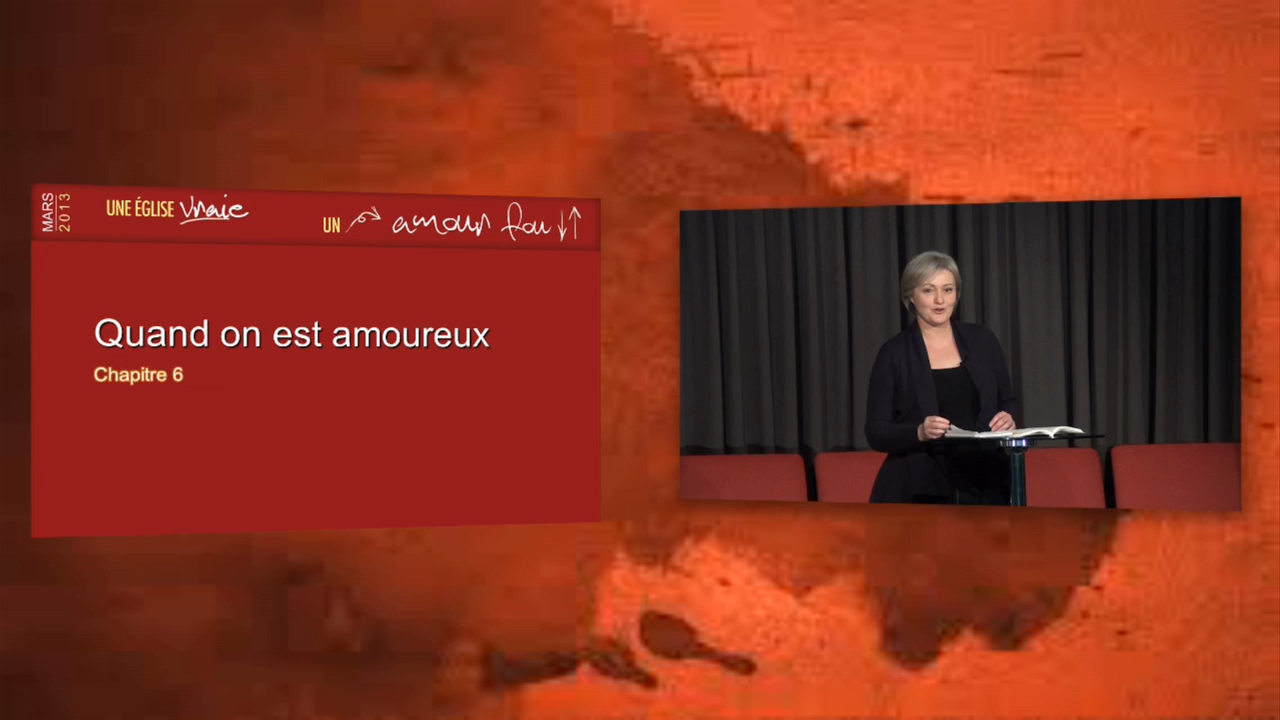 MARS
2013
UNE ÉGLISE vraie
UN amour fou
Quand on est amoureux
Chapitre 6